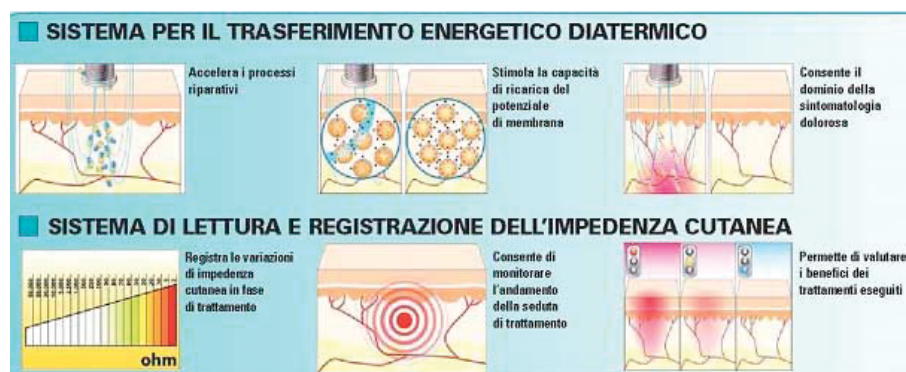 SISTEMA PER IL TRASFERIMENTO ENERGETICO DIATERMICO
Accelera i processi
riparativi
Stimola la capacità
di ricarica del
potenziale
di membrana
Consente il
dominio della
sintomatologia
dolorosa
SISTEMA DI LETTURA E REGISTRAZIONE DELL'IMPEDENZA CUTANEA
Registra le variazioni
di impedenza
cutanea in fase
di trattamento
ohm
Consente di
monitorare
l'andamento
della seduta
di trattamento
Permette di valutare
i benefici dei
trattamenti eseguiti